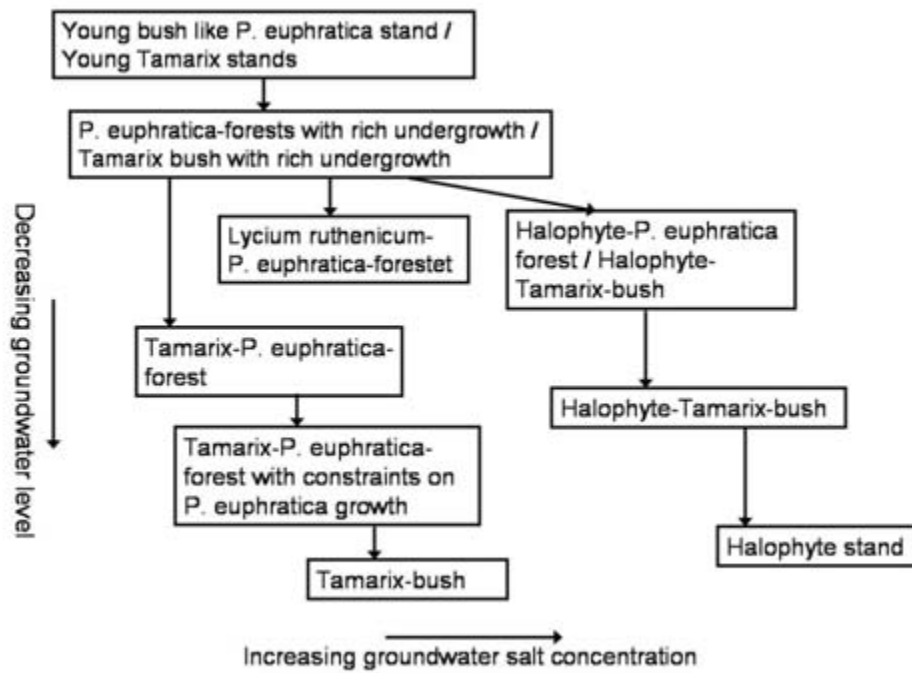 Young bush like P. euphratica stand /
Young Tamarix stands
P. euphratica-forests with rich undergrowth /
Tamarix bush with rich undergrowth
Lycium ruthenicum-
P. euphratica-forestet
Halophyte-P. euphratica
forest / Halophyte-
Tamarix-bush
Decreasing groundwater level
Tamarix-P. euphratica-
forest
Halophyte-Tamarix-bush
Tamarix-P. euphratica-
forest with constraints on
P. euphratica growth
Halophyte stand
Tamarix-bush
Increasing groundwater salt concentration